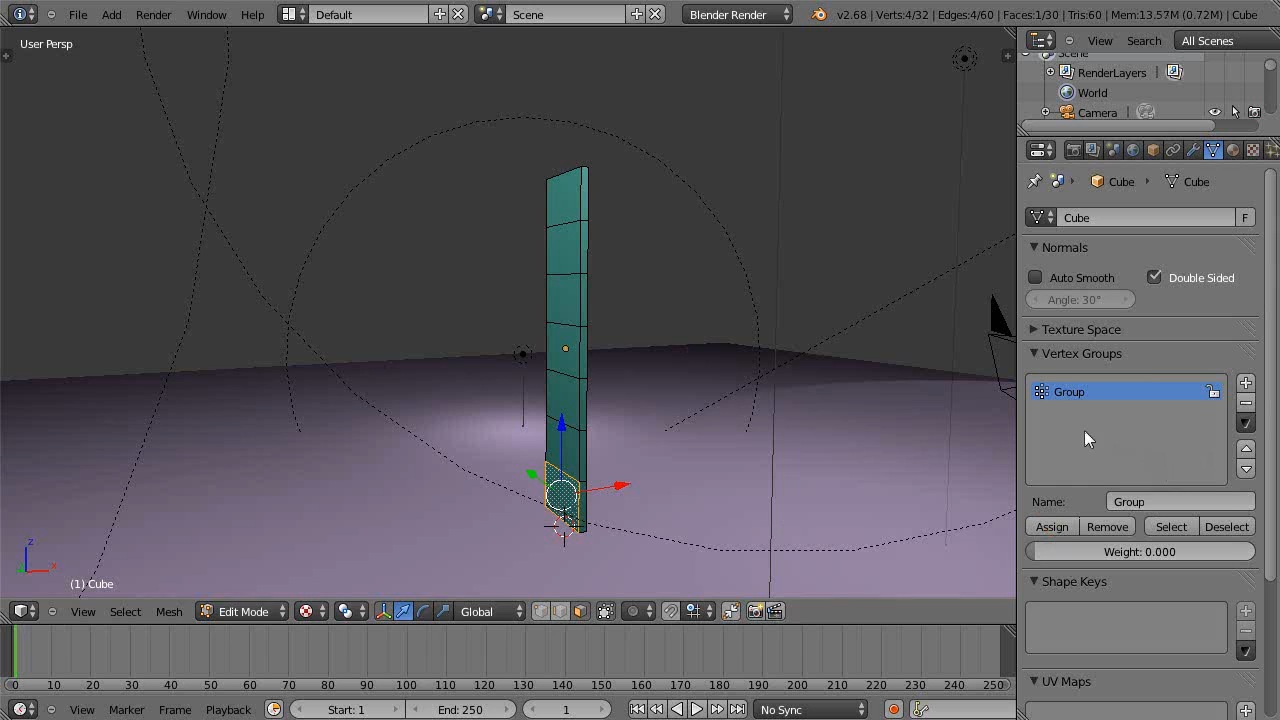 File Add Render Window Help Default Scene Blender Render v2.68 | Verts:4/32 | Edges:4/60 | Faces:1/30 | Tris:60 | Mem:13.57M (0.72M) | Cube
User Persp
View Search All Scenes
Scene
RenderLayers
World
Camera
Cube Cube
Cube F
Normals
Auto Smooth Double Sided
Angle: 30°
Texture Space
Vertex Groups
Group
Name: Group
Assign Remove Select Deselect
Weight: 0.000
z
x
(1) Cube
Shape Keys
View Select Mesh Edit Mode Global
UV Maps
0 10 20 30 40 50 60 70 80 90 100 110 120 130 140 150 160 170 180 190 200 210 220 230 240 250
View Marker Frame Playback Start: 1 End: 250 1 No Sync